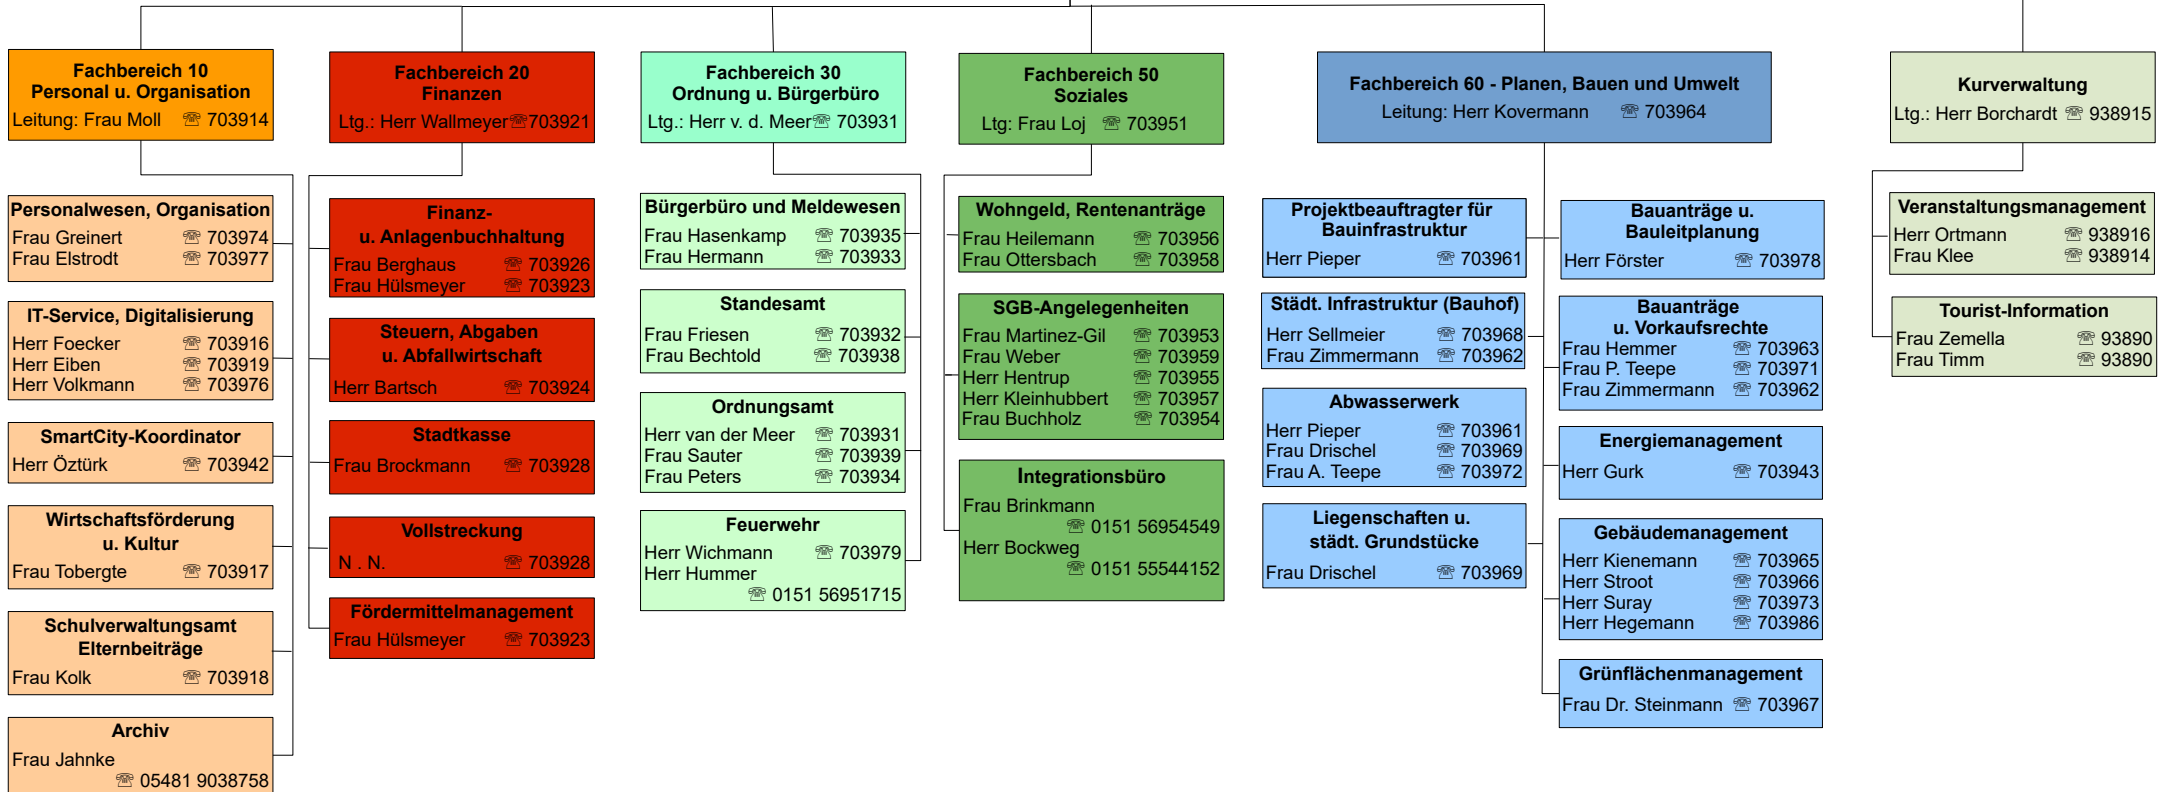 Fachbereich 10
Personal u. Organisation
Leitung: Frau Moll ☎ 703914
Personalwesen, Organisation
Frau Greinert ☎ 703974
Frau Elstrodt ☎ 703977
IT-Service, Digitalisierung
Herr Foecker ☎ 703916
Herr Eiben ☎ 703919
Herr Volkmann ☎ 703976
SmartCity-Koordinator
Herr Öztürk ☎ 703942
Wirtschaftsförderung
u. Kultur
Frau Tobergte ☎ 703917
Schulverwaltungsamt
Elternbeiträge
Frau Kolk ☎ 703918
Archiv
Frau Jahnke
☎ 05481 9038758
Fachbereich 20
Finanzen
Ltg.: Herr Wallmeyer ☎ 703921
Finanz-
u. Anlagenbuchhaltung
Frau Berghaus ☎ 703926
Frau Hülsmeyer ☎ 703923
Steuern, Abgaben
u. Abfallwirtschaft
Herr Bartsch ☎ 703924
Stadtkasse
Frau Brockmann ☎ 703928
Vollstreckung
N . N. ☎ 703928
Fördermittelmanagement
Frau Hülsmeyer ☎ 703923
Fachbereich 30
Ordnung u. Bürgerbüro
Ltg.: Herr v. d. Meer ☎ 703931
Bürgerbüro und Meldewesen
Frau Hasenkamp ☎ 703935
Frau Hermann ☎ 703933
Standesamt
Frau Friesen ☎ 703932
Frau Bechtold ☎ 703938
Ordnungsamt
Herr van der Meer ☎ 703931
Frau Sauter ☎ 703939
Frau Peters ☎ 703934
Feuerwehr
Herr Wichmann ☎ 703979
Herr Hummer
☎ 0151 56951715
Fachbereich 50
Soziales
Ltg: Frau Loj ☎ 703951
Wohngeld, Rentenanträge
Frau Heilemann ☎ 703956
Frau Ottersbach ☎ 703958
SGB-Angelegenheiten
Frau Martinez-Gil ☎ 703953
Frau Weber ☎ 703959
Herr Hentrup ☎ 703955
Herr Kleinhubbert ☎ 703957
Frau Buchholz ☎ 703954
Integrationsbüro
Frau Brinkmann
☎ 0151 56954549
Herr Bockweg
☎ 0151 55544152
Fachbereich 60 - Planen, Bauen und Umwelt
Leitung: Herr Kovermann ☎ 703964
Projektbeauftragter für
Bauinfrastruktur
Herr Pieper ☎ 703961
Städt. Infrastruktur (Bauhof)
Herr Sellmeier ☎ 703968
Frau Zimmermann ☎ 703962
Abwasserwerk
Herr Pieper ☎ 703961
Frau Drischel ☎ 703969
Frau A. Teepe ☎ 703972
Liegenschaften u.
städt. Grundstücke
Frau Drischel ☎ 703969
Bauanträge u.
Bauleitplanung
Herr Förster ☎ 703978
Bauanträge
u. Vorkaufsrechte
Frau Hemmer ☎ 703963
Frau P. Teepe ☎ 703971
Frau Zimmermann ☎ 703962
Energiemanagement
Herr Gurk ☎ 703943
Gebäudemanagement
Herr Kienemann ☎ 703965
Herr Stroot ☎ 703966
Herr Suray ☎ 703973
Herr Hegemann ☎ 703986
Grünflächenmanagement
Frau Dr. Steinmann ☎ 703967
Kurverwaltung
Ltg.: Herr Borchardt ☎ 938915
Veranstaltungsmanagement
Herr Ortmann ☎ 938916
Frau Klee ☎ 938914
Tourist-Information
Frau Zemella ☎ 93890
Frau Timm ☎ 93890